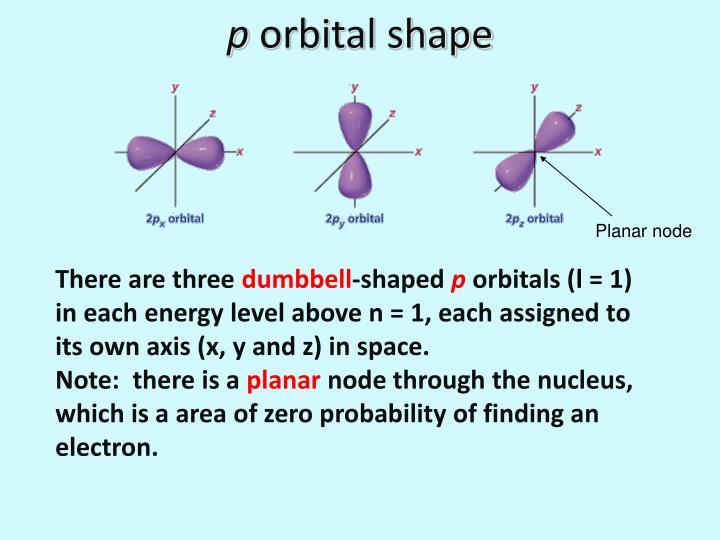 p orbital shape
y y y
z z z
x x x
2px orbital 2py orbital 2pz orbital
Planar node
There are three dumbbell-shaped p orbitals (l = 1)
in each energy level above n = 1, each assigned to
its own axis (x, y and z) in space.
Note:  there is a planar node through the nucleus,
which is a area of zero probability of finding an
electron.